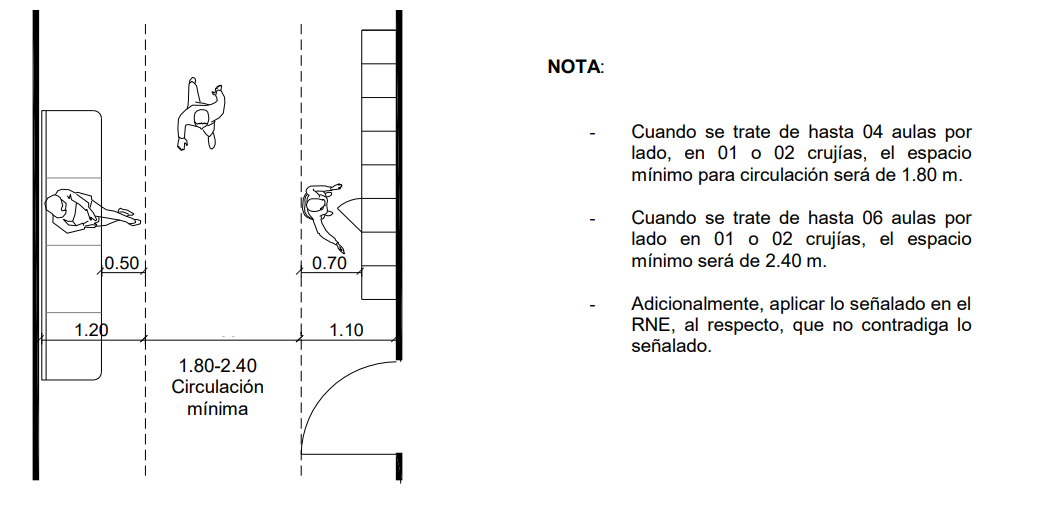 NOTA:
- Cuando se trate de hasta 04 aulas por
lado, en 01 o 02 crujías, el espacio
mínimo para circulación será de 1.80 m.
- Cuando se trate de hasta 06 aulas por
lado en 01 o 02 crujías, el espacio
mínimo será de 2.40 m.
- Adicionalmente, aplicar lo señalado en el
RNE, al respecto, que no contradiga lo
señalado.
0.50
0.70
1.20
1.10
1.80-2.40
Circulación
mínima